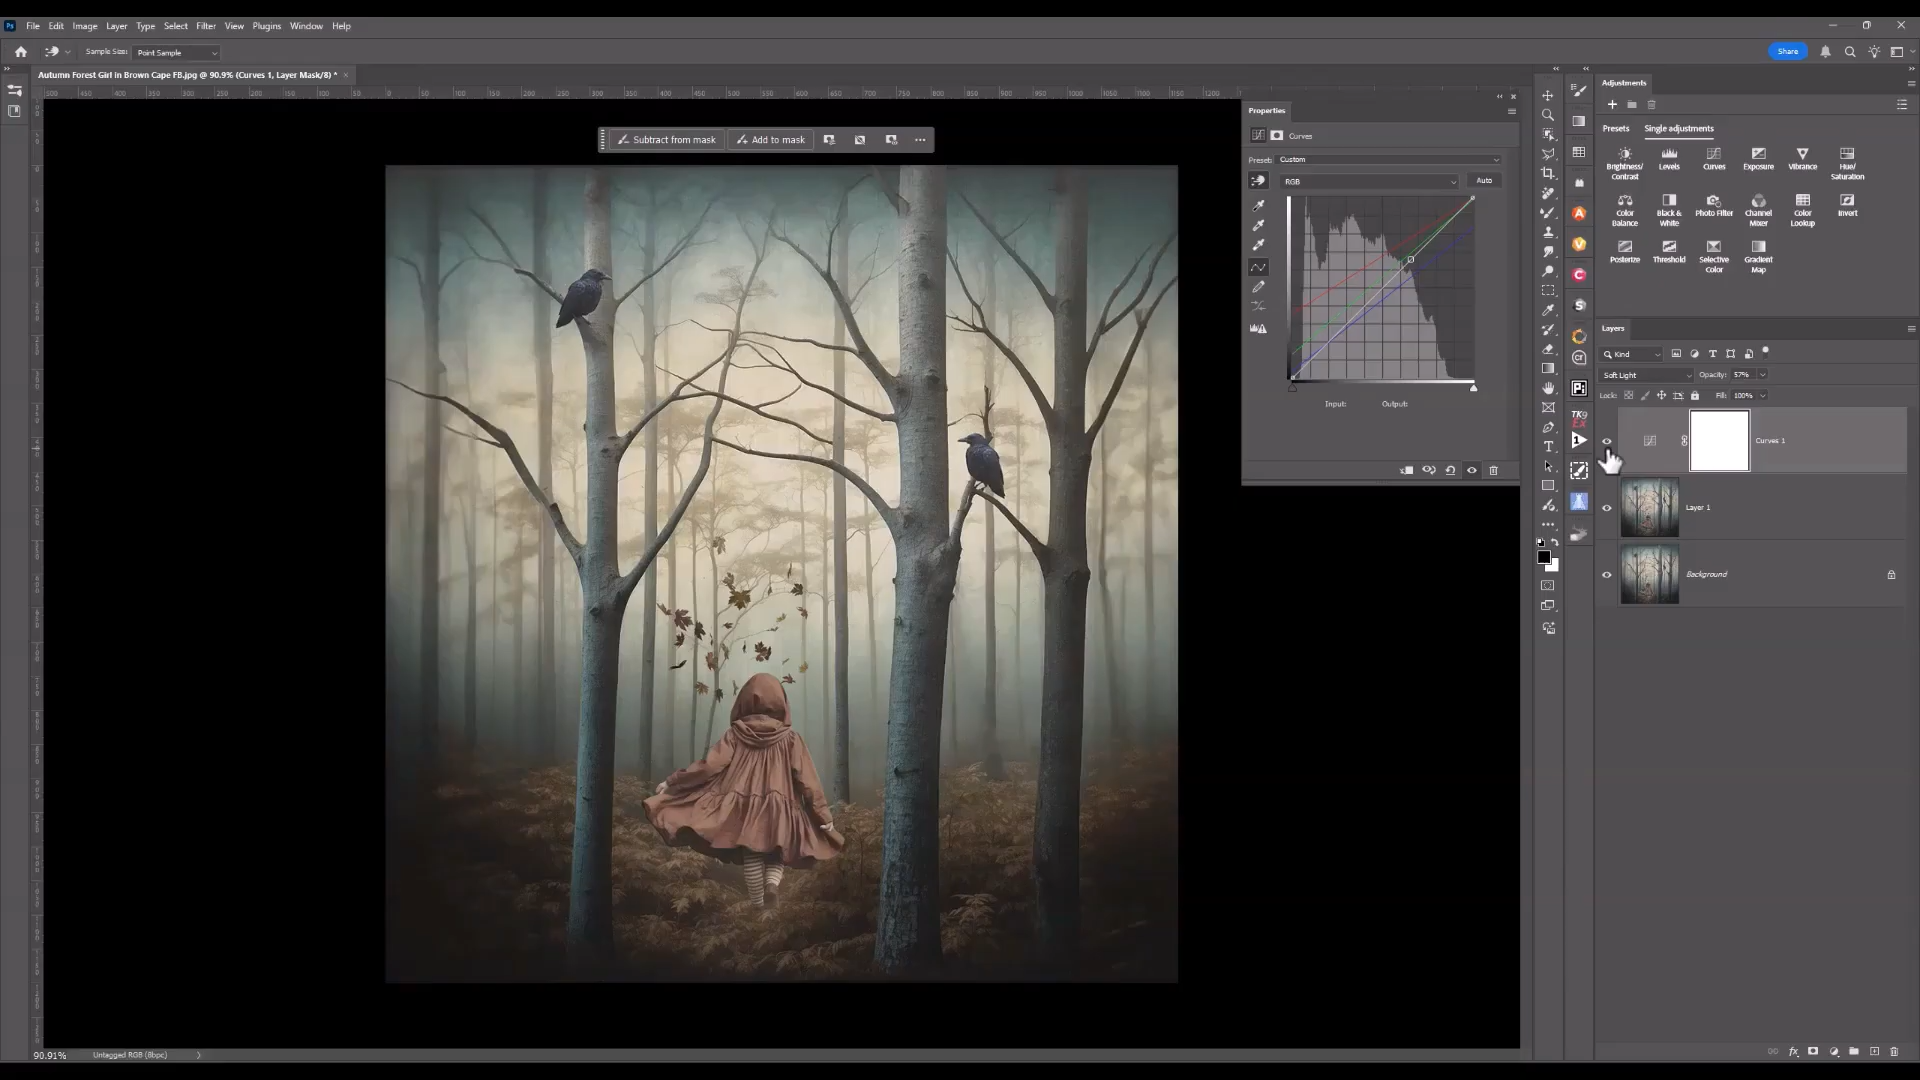 Ps File Edit Image Layer Type Select Filter View Plugins Window Help
Sample Size: Point Sample
Share
Autumn Forest Girl in Brown Cape FB.jpg @ 90.9% (Curves 1, Layer Mask/8) * ×
Subtract from mask Add to mask
Properties
Curves
Preset: Custom
RGB Auto
Input: Output:
Adjustments
Presets Single adjustments
Brightness/ Contrast Levels Curves Exposure Vibrance Hue/ Saturation
Color Balance Black & White Photo Filter Channel Mixer Color Lookup Invert
Posterize Threshold Selective Color Gradient Map
Layers
Kind
Soft Light Opacity: 57%
Lock: Fill: 100%
Curves 1
Layer 1
Background
90.91% Untagged RGB (8bpc)